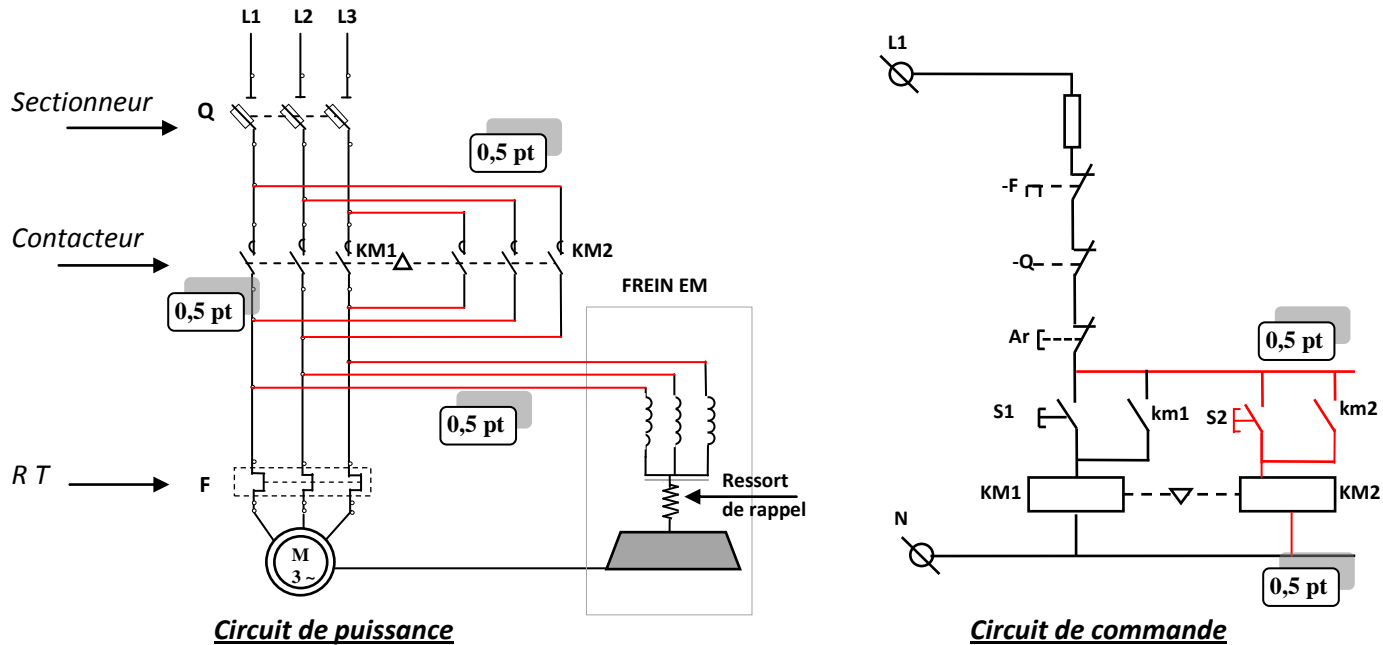 L1 L2 L3
Sectionneur
Q
0,5 pt
Contacteur
KM1
KM2
0,5 pt
FREIN EM
0,5 pt
R T
F
Ressort
de rappel
M
3 ~
Circuit de puissance
L1
-F
-Q
Ar
0,5 pt
S1
km1
S2
km2
KM1
KM2
N
0,5 pt
Circuit de commande